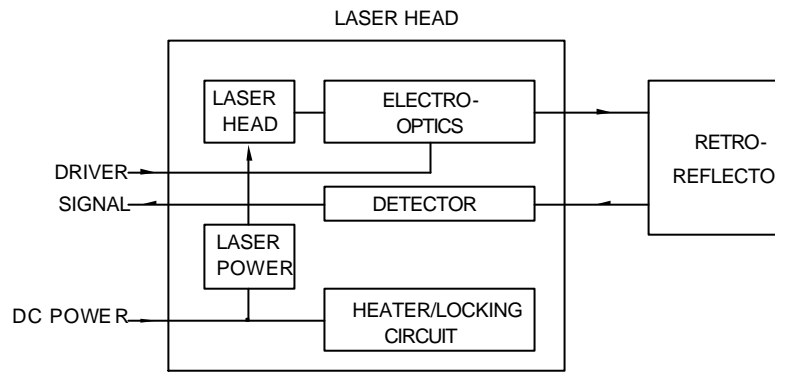 LASER HEAD
LASER
HEAD
ELECTRO-
OPTICS
RETRO-
REFLECTO
DRIVER
SIGNAL
DETECTOR
LASER
POWER
DC POWER
HEATER/LOCKING
CIRCUIT